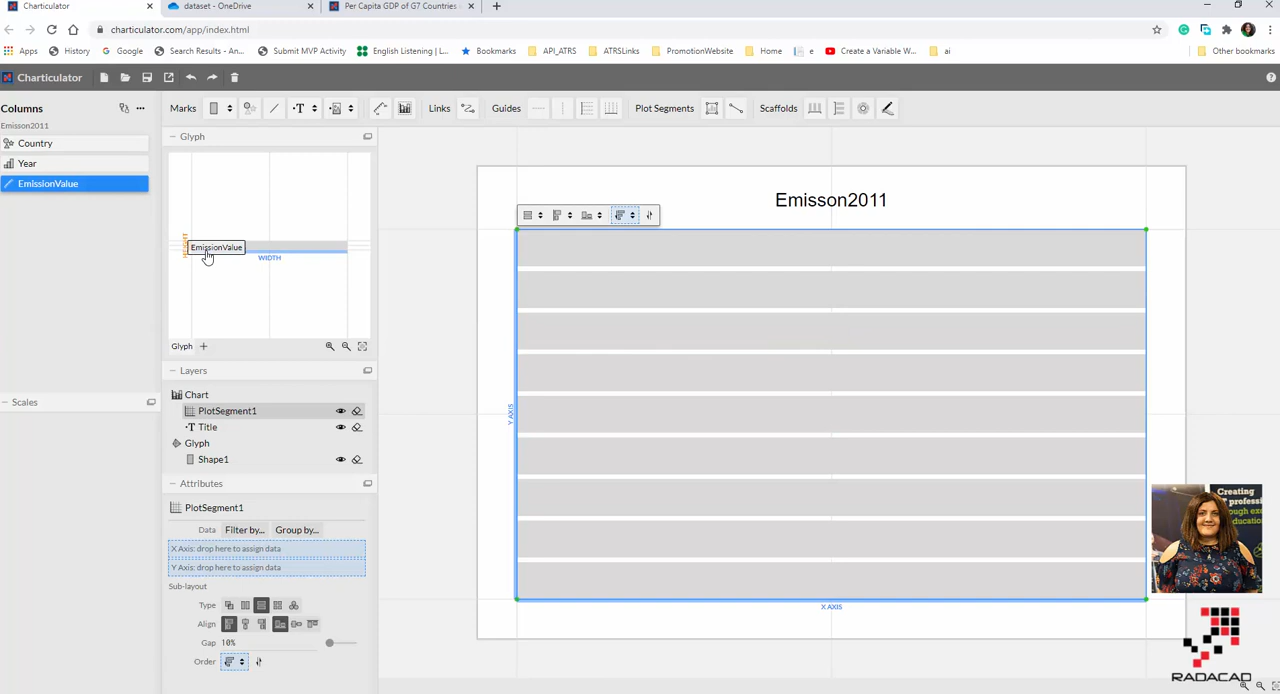 Charticulator
dataset - OneDrive
Per Capita GDP of G7 Countries
charticulator.com/app/index.html
Apps
History
Google
Search Results - An...
Submit MVP Activity
English Listening | L...
Bookmarks
API_ATRS
ATRSLinks
PromotionWebsite
Home
e
Create a Variable W...
ai
Other bookmarks
Charticulator
Columns
Marks
Links
Guides
Plot Segments
Scaffolds
Emisson2011
Glyph
Country
Year
EmissionValue
HEIGHT
EmissionValue
WIDTH
Emisson2011
Glyph +
Layers
Chart
Scales
PlotSegment1
Title
Y AXIS
Glyph
Shape1
Attributes
PlotSegment1
Creating
Data Filter by... Group by...
X Axis: drop here to assign data
Y Axis: drop here to assign data
Sub-layout
Type
X AXIS
Align
Gap 10%
Order
RADACAD